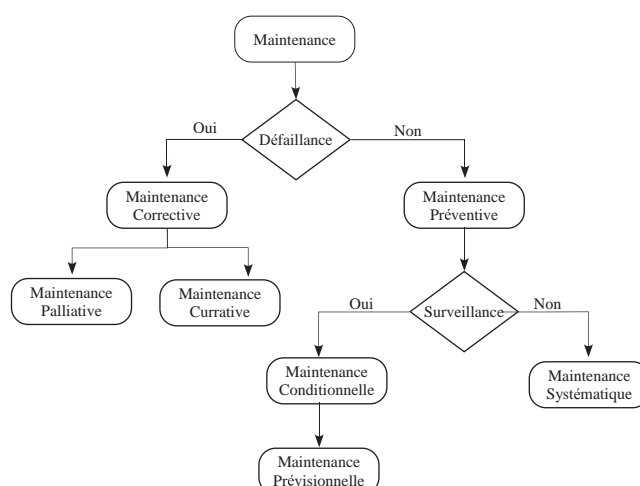 Maintenance
Oui
Défaillance
Non
Maintenance
Corrective
Maintenance
Préventive
Maintenance
Palliative
Maintenance
Currative
Oui
Surveillance
Non
Maintenance
Conditionnelle
Maintenance
Systématique
Maintenance
Prévisionnelle